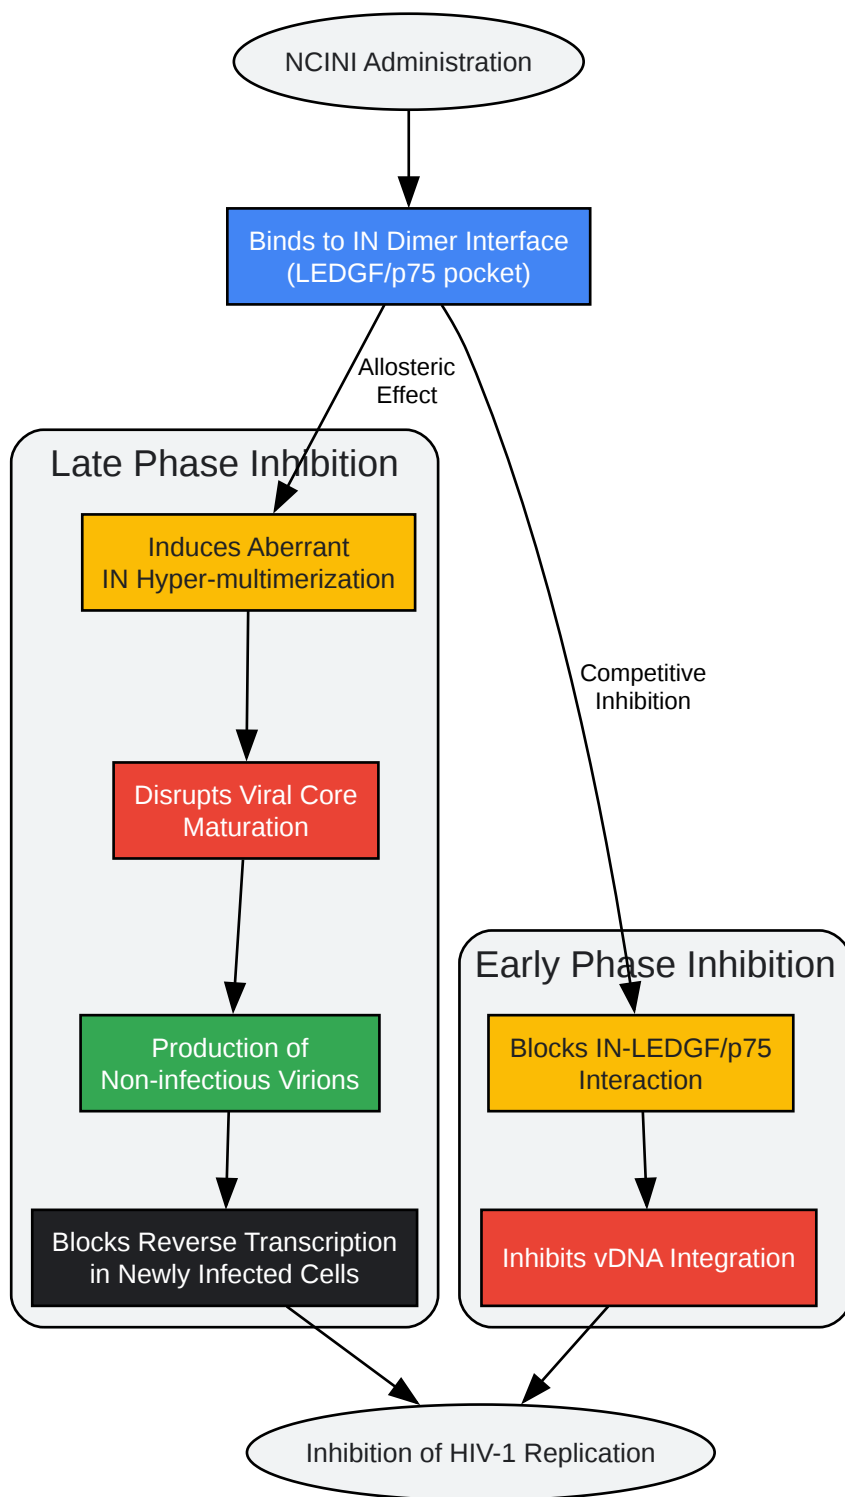 NCINI Administration
Binds to IN Dimer Interface
(LEDGF/p75 pocket)
Allosteric
Effect
Late Phase Inhibition
Induces Aberrant
IN Hyper-multimerization
Disrupts Viral Core
Maturation
Production of
Non-infectious Virions
Blocks Reverse Transcription
in Newly Infected Cells
Competitive
Inhibition
Early Phase Inhibition
Blocks IN-LEDGF/p75
Interaction
Inhibits vDNA Integration
Inhibition of HIV-1 Replication